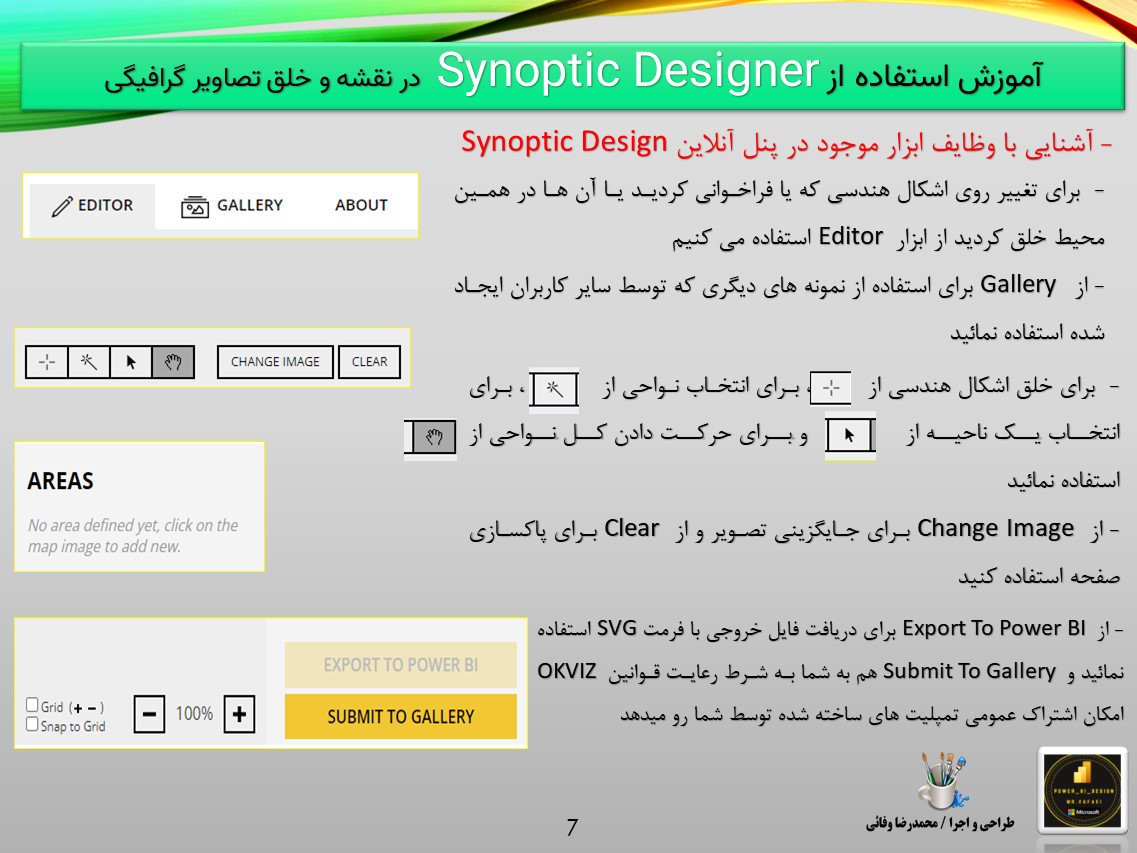 آموزش استفاده از Synoptic Designer در نقشه و خلق تصاویر گرافیگی
- آشنایی با وظایف ابزار موجود در پنل آنلاین Synoptic Design
- برای تغییر روی اشکال هندسی که یا فراخوانی کردید یا آن ها در همین
محیط خلق کردید از ابزار Editor استفاده می کنیم
- از Gallery برای استفاده از نمونه های دیگری که توسط سایر کاربران ایجاد
شده استفاده نمائید
- برای خلق اشکال هندسی از ، برای انتخاب نواحی از ، برای
انتخاب یک ناحیه از و برای حرکت دادن کل نواحی از
استفاده نمائید
- از Change Image برای جایگزینی تصویر و از Clear برای پاکسازی
صفحه استفاده کنید
- از Export To Power BI برای دریافت فایل خروجی با فرمت SVG استفاده
نمائید و Submit To Gallery هم به شما به شرط رعایت قوانین OKVIZ
امکان اشتراک عمومی تمپلیت های ساخته شده توسط شما رو میدهد
EDITOR GALLERY ABOUT
CHANGE IMAGE CLEAR
AREAS
No area defined yet, click on the
map image to add new.
EXPORT TO POWER BI
Grid (+ -)
Snap to Grid
- 100% +
SUBMIT TO GALLERY
POWER_BI_DESIGN
MR.VAFAEI
Microsoft
طراحی و اجرا / محمدرضا وفائی
7